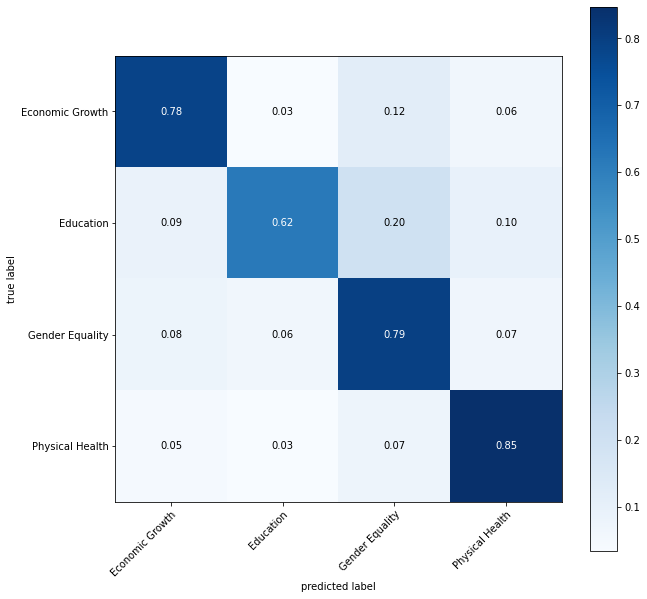 Economic Growth 0.78 0.03 0.12 0.06
Education 0.09 0.62 0.20 0.10
Gender Equality 0.08 0.06 0.79 0.07
Physical Health 0.05 0.03 0.07 0.85
true label
Economic Growth Education Gender Equality Physical Health
predicted label
0.8
0.7
0.6
0.5
0.4
0.3
0.2
0.1